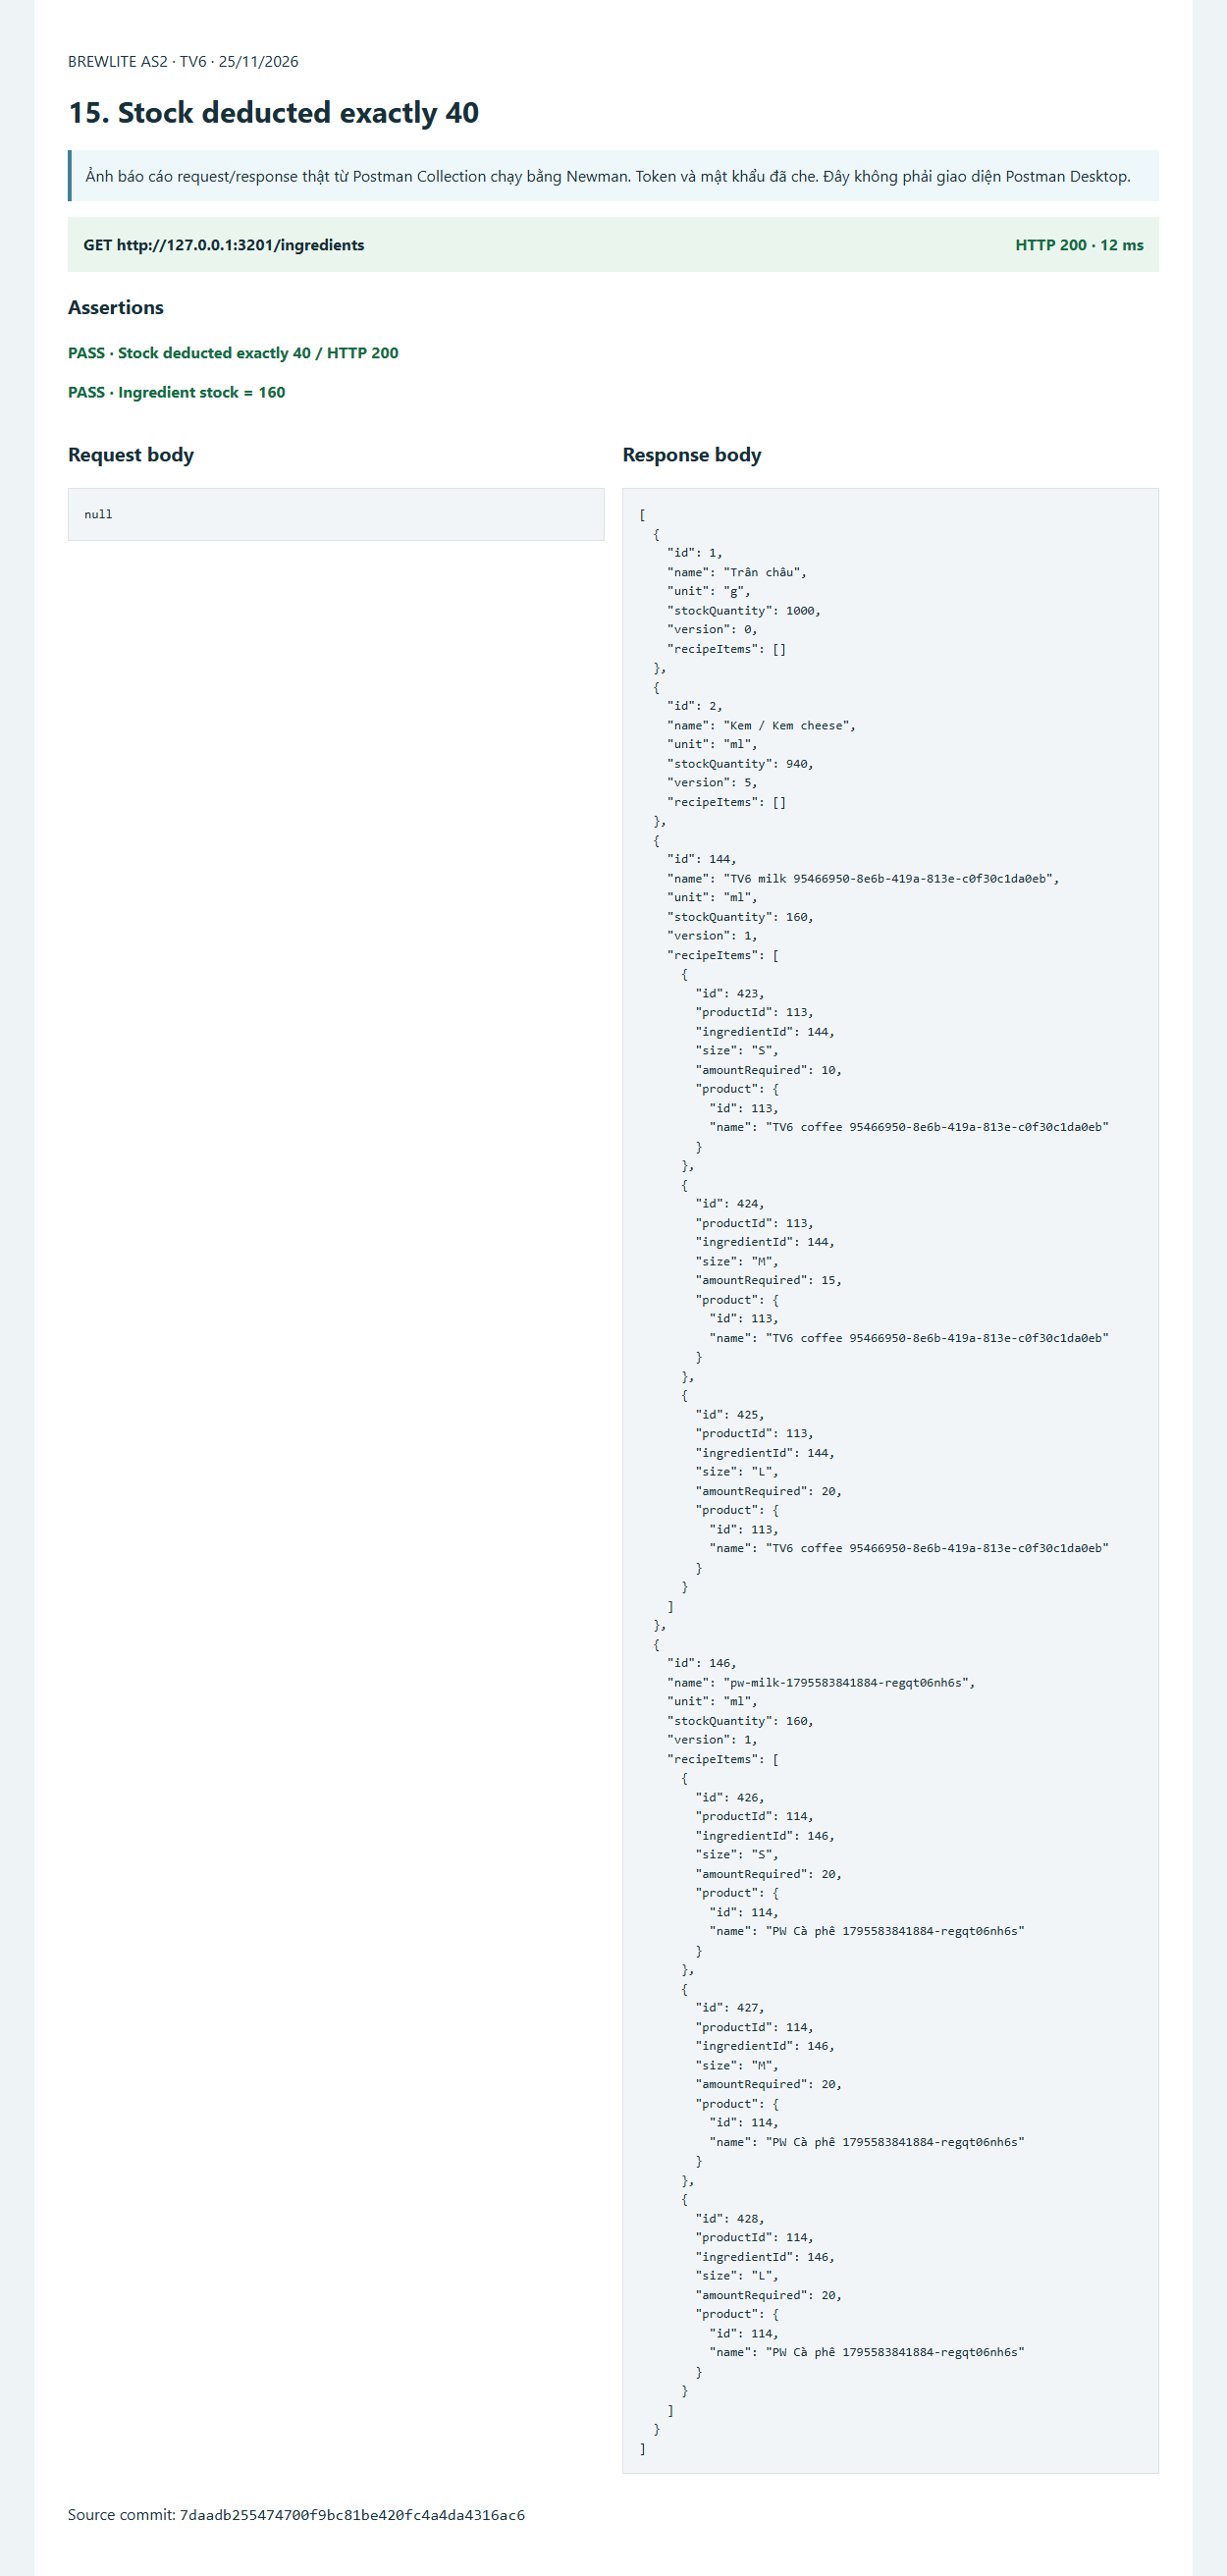 BREWLITE AS2 · TV6 · 25/11/2026
15. Stock deducted exactly 40
Ảnh báo cáo request/response thật từ Postman Collection chạy bằng Newman. Token và mật khẩu đã che. Đây không phải giao diện Postman Desktop.
GET http://127.0.0.1:3201/ingredients
HTTP 200 · 12 ms
Assertions
PASS · Stock deducted exactly 40 / HTTP 200
PASS · Ingredient stock = 160
Request body
null
Response body
[
  {
    "id": 1,
    "name": "Trân châu",
    "unit": "g",
    "stockQuantity": 1000,
    "version": 0,
    "recipeItems": []
  },
  {
    "id": 2,
    "name": "Kem / Kem cheese",
    "unit": "ml",
    "stockQuantity": 940,
    "version": 5,
    "recipeItems": []
  },
  {
    "id": 144,
    "name": "TV6 milk 95466950-8e6b-419a-813e-c0f30c1da0eb",
    "unit": "ml",
    "stockQuantity": 160,
    "version": 1,
    "recipeItems": [
      {
        "id": 423,
        "productId": 113,
        "ingredientId": 144,
        "size": "S",
        "amountRequired": 10,
        "product": {
          "id": 113,
          "name": "TV6 coffee 95466950-8e6b-419a-813e-c0f30c1da0eb"
        }
      },
      {
        "id": 424,
        "productId": 113,
        "ingredientId": 144,
        "size": "M",
        "amountRequired": 15,
        "product": {
          "id": 113,
          "name": "TV6 coffee 95466950-8e6b-419a-813e-c0f30c1da0eb"
        }
      },
      {
        "id": 425,
        "productId": 113,
        "ingredientId": 144,
        "size": "L",
        "amountRequired": 20,
        "product": {
          "id": 113,
          "name": "TV6 coffee 95466950-8e6b-419a-813e-c0f30c1da0eb"
        }
      }
    ]
  },
  {
    "id": 146,
    "name": "pw-milk-1795583841884-regqt06nh6s",
    "unit": "ml",
    "stockQuantity": 160,
    "version": 1,
    "recipeItems": [
      {
        "id": 426,
        "productId": 114,
        "ingredientId": 146,
        "size": "S",
        "amountRequired": 20,
        "product": {
          "id": 114,
          "name": "PW Cà phê 1795583841884-regqt06nh6s"
        }
      },
      {
        "id": 427,
        "productId": 114,
        "ingredientId": 146,
        "size": "M",
        "amountRequired": 20,
        "product": {
          "id": 114,
          "name": "PW Cà phê 1795583841884-regqt06nh6s"
        }
      },
      {
        "id": 428,
        "productId": 114,
        "ingredientId": 146,
        "size": "L",
        "amountRequired": 20,
        "product": {
          "id": 114,
          "name": "PW Cà phê 1795583841884-regqt06nh6s"
        }
      }
    ]
  }
]
Source commit: 7daadb255474700f9bc81be420fc4a4da4316ac6